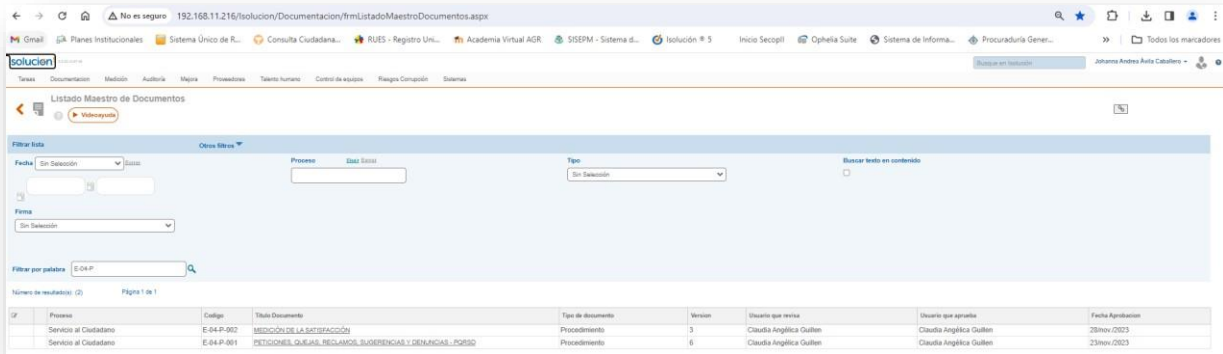 No es seguro 192.168.11.216/Isolucion/Documentacion/frmListadoMaestroDocumentos.aspx
Gmail Planes Institucionales Sistema Único de R... Consulta Ciudadana... RUES - Registro Uni... Academia Virtual AGR SISEPM - Sistema d... Isolución ® 5 Inicio SecopII Ophelia Suite Sistema de Informa... Procuraduría Gener... » Todos los marcadores
solucion Busque en Isolución Johanna Andrea Ávila Caballero
Tareas Documentacion Medición Auditoría Mejora Proveedores Talento humano Control de equipos Riesgos Corrupción Sistemas
Listado Maestro de Documentos
Videoayuda
Filtrar lista Otros filtros
Fecha Sin Selección Borrar Proceso Traer Borrar Tipo Buscar texto en contenido
Sin Selección
Firma
Sin Selección
Filtrar por palabra E-04-P
Número de resultado(s): (2) Página 1 de 1
Proceso Codigo Titulo Documento Tipo de documento Version Usuario que revisa Usuario que aprueba Fecha Aprobacion
Servicio al Ciudadano E-04-P-002 MEDICIÓN DE LA SATISFACCIÓN Procedimiento 3 Claudia Angélica Guillen Claudia Angélica Guillen 28/nov./2023
Servicio al Ciudadano E-04-P-001 PETICIONES, QUEJAS, RECLAMOS, SUGERENCIAS Y DENUNCIAS - PQRSD Procedimiento 6 Claudia Angélica Guillen Claudia Angélica Guillen 23/nov./2023